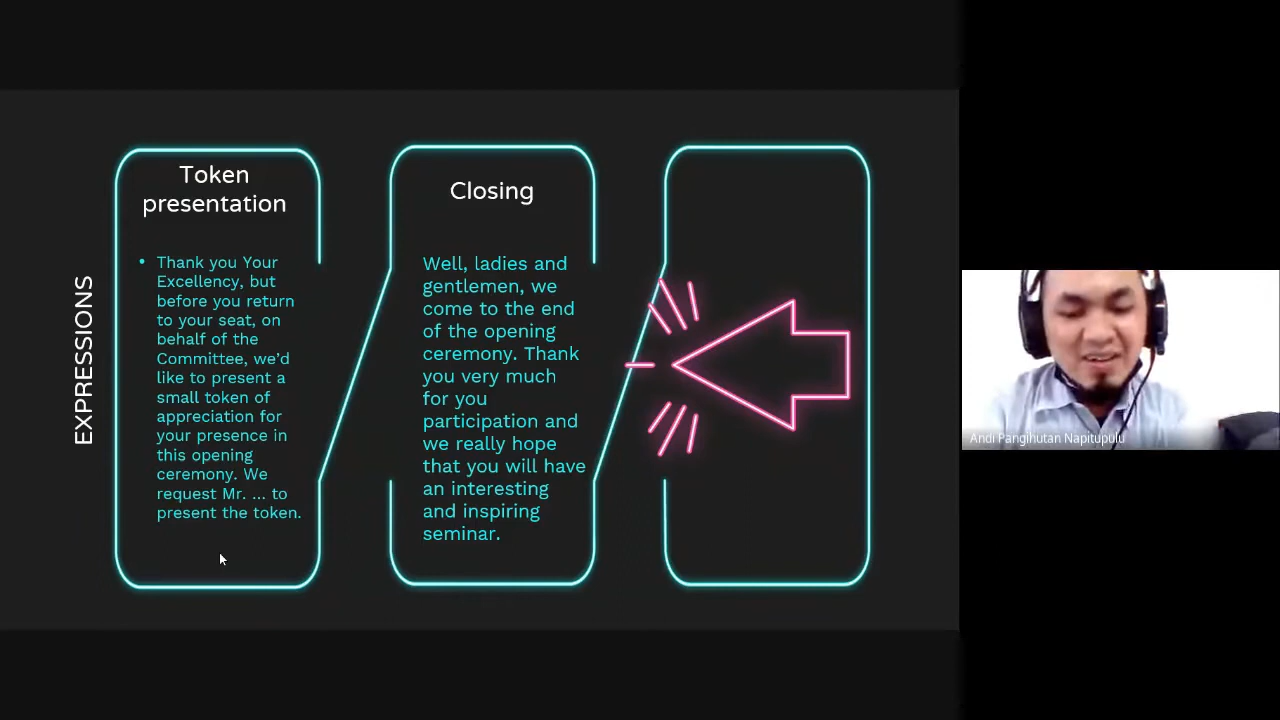 EXPRESSIONS
Token
presentation
• Thank you Your
Excellency, but
before you return
to your seat, on
behalf of the
Committee, we’d
like to present a
small token of
appreciation for
your presence in
this opening
ceremony. We
request Mr. ... to
present the token.
Closing
Well, ladies and
gentlemen, we
come to the end
of the opening
ceremony. Thank
you very much
for you
participation and
we really hope
that you will have
an interesting
and inspiring
seminar.
Andi Pangihutan Napitupulu